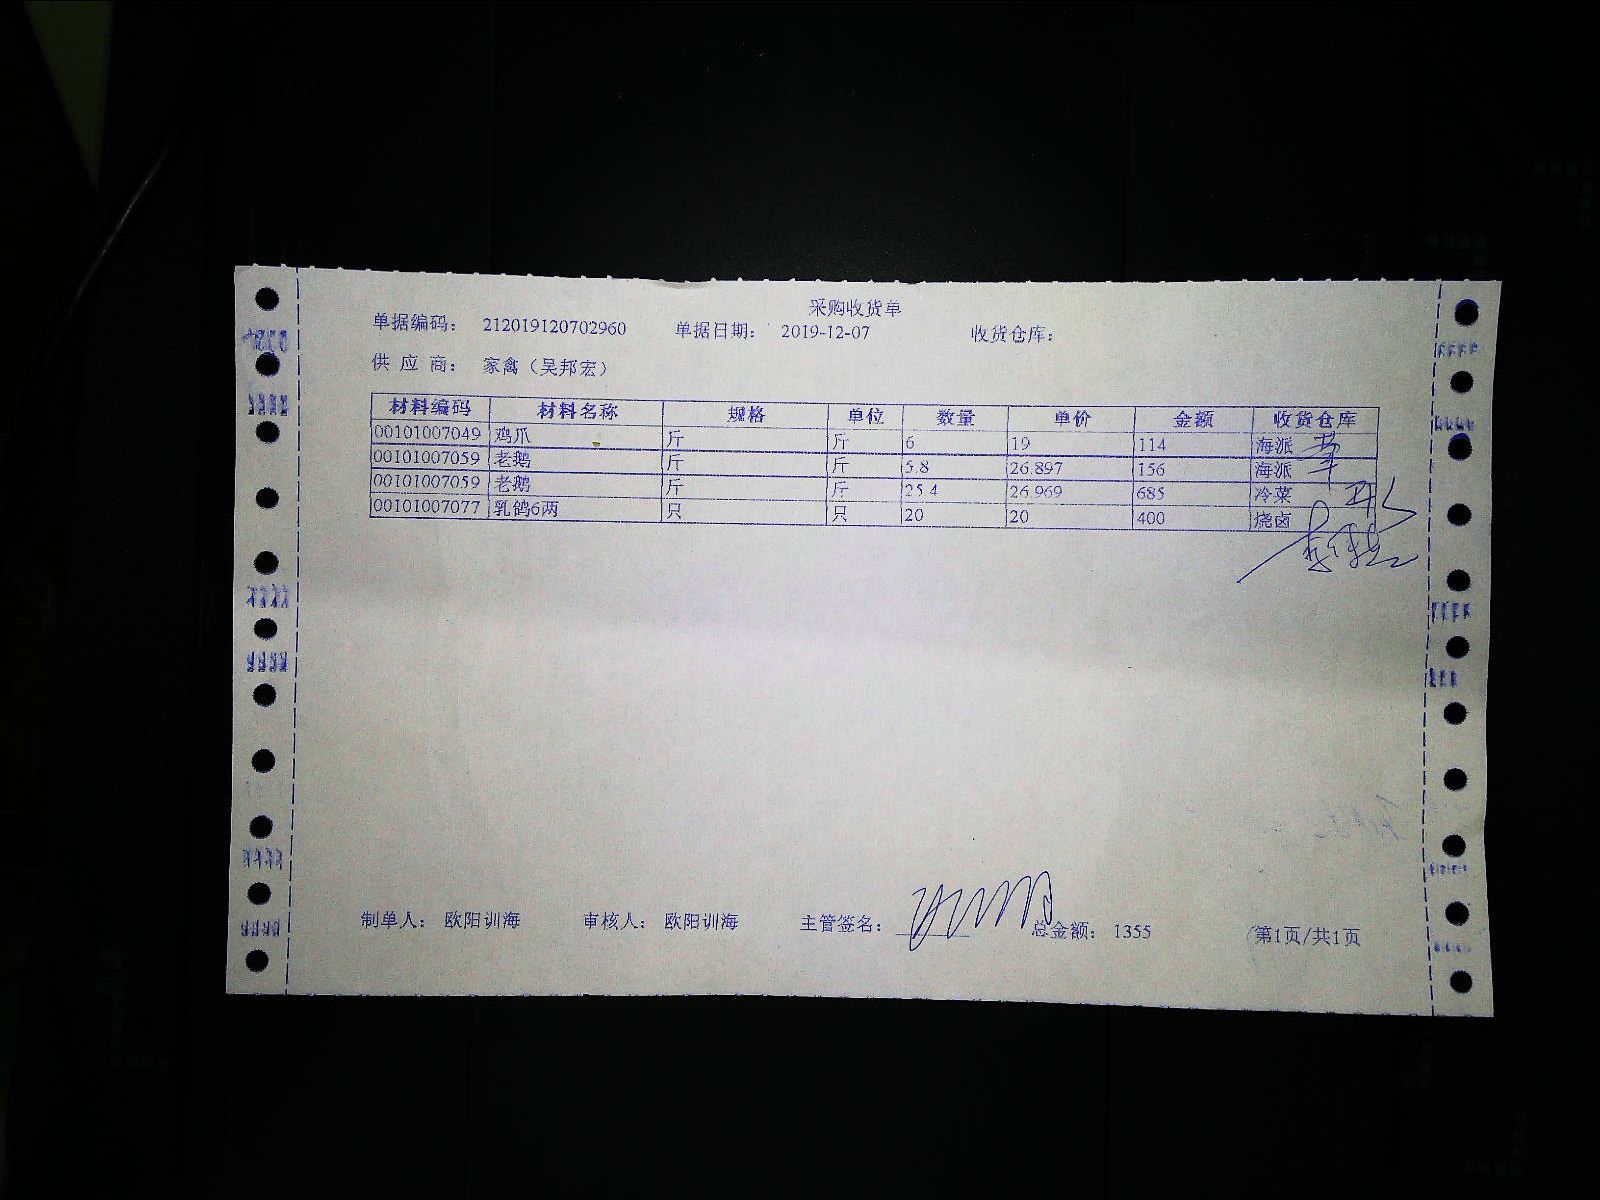 采购收货单
单据编码： 212019120702960 单据日期： 2019-12-07 收货仓库：
供 应 商： 家禽（吴邦宏）
材料编码 材料名称 规格 单位 数量 单价 金额 收货仓库
00101007049 鸡爪 斤 斤 6 19 114 海派
00101007059 老鹅 斤 斤 5.8 26.897 156 海派
00101007059 老鹅 斤 斤 25.4 26.969 685 冷菜
00101007077 乳鸽6两 只 只 20 20 400 烧卤
制单人： 欧阳训海 审核人： 欧阳训海 主管签名： 总金额： 1355 第1页/共1页